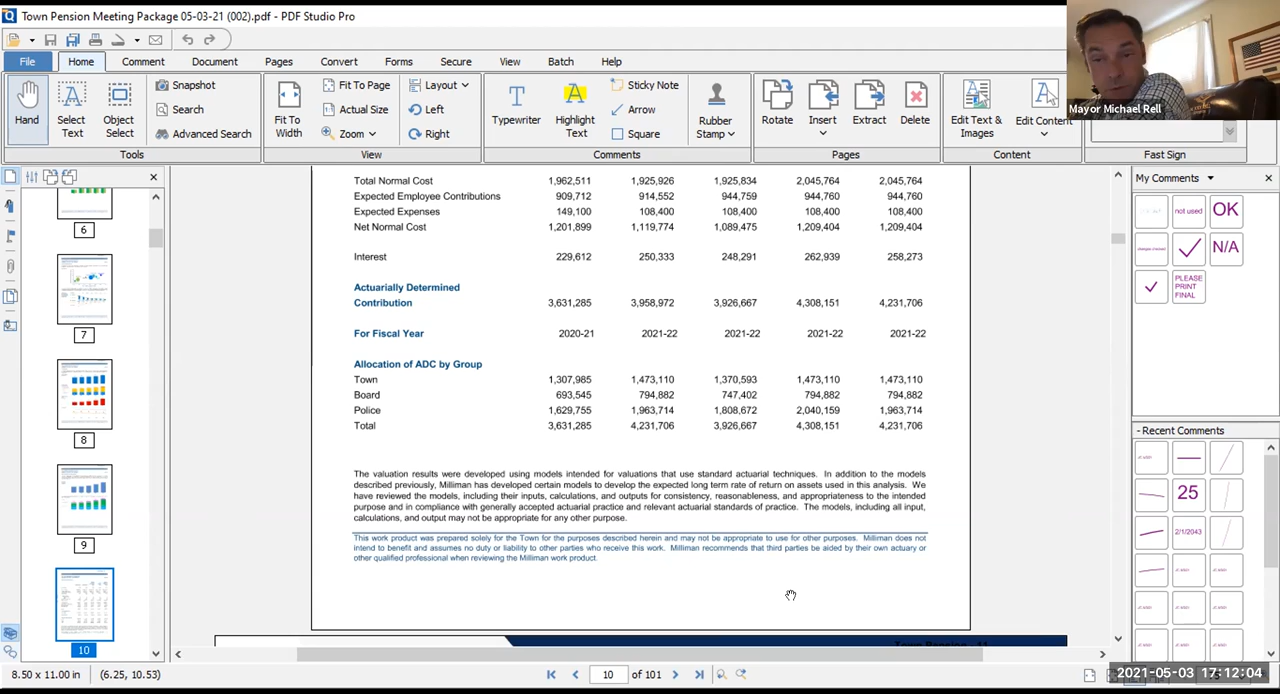 Town Pension Meeting Package 05-03-21 (002).pdf - PDF Studio Pro
File Home Comment Document Pages Convert Forms Secure View Batch Help
Hand
Select Text
Object Select
Snapshot
Search
Advanced Search
Tools
Fit To Width
Fit To Page
Actual Size
Zoom
Layout
Left
Right
View
Typewriter
Highlight Text
Sticky Note
Arrow
Square
Comments
Rubber Stamp
Rotate
Insert
Extract
Delete
Pages
Edit Text & Images
Edit Content
Content
Fast Sign
Mayor Michael Rell
6
7
8
9
10
Total Normal Cost 1,962,511 1,925,926 1,925,834 2,045,764 2,045,764
Expected Employee Contributions 909,712 914,552 944,759 944,760 944,760
Expected Expenses 149,100 108,400 108,400 108,400 108,400
Net Normal Cost 1,201,899 1,119,774 1,089,475 1,209,404 1,209,404
Interest 229,612 250,333 248,291 262,939 258,273
Actuarially Determined
Contribution 3,631,285 3,958,972 3,926,667 4,308,151 4,231,706
For Fiscal Year 2020-21 2021-22 2021-22 2021-22 2021-22
Allocation of ADC by Group
Town 1,307,985 1,473,110 1,370,593 1,473,110 1,473,110
Board 693,545 794,882 747,402 794,882 794,882
Police 1,629,755 1,963,714 1,808,672 2,040,159 1,963,714
Total 3,631,285 4,231,706 3,926,667 4,308,151 4,231,706
The valuation results were developed using models intended for valuations that use standard actuarial techniques. In addition to the models
described previously, Milliman has developed certain models to develop the expected long term rate of return on assets used in this analysis. We
have reviewed the models, including their inputs, calculations, and outputs for consistency, reasonableness, and appropriateness to the intended
purpose and in compliance with generally accepted actuarial practice and relevant actuarial standards of practice. The models, including all input,
calculations, and output may not be appropriate for any other purpose.
This work product was prepared solely for the Town for the purposes described herein and may not be appropriate to use for other purposes. Milliman does not
intend to benefit and assumes no duty or liability to other parties who receive this work. Milliman recommends that third parties be aided by their own actuary or
other qualified professional when reviewing the Milliman work product.
My Comments
not used
OK
N/A
PLEASE
PRINT
FINAL
Recent Comments
25
2/1/2043
8.50 x 11.00 in (6.25, 10.53)
10 of 101
2021-05-03 17:12:04